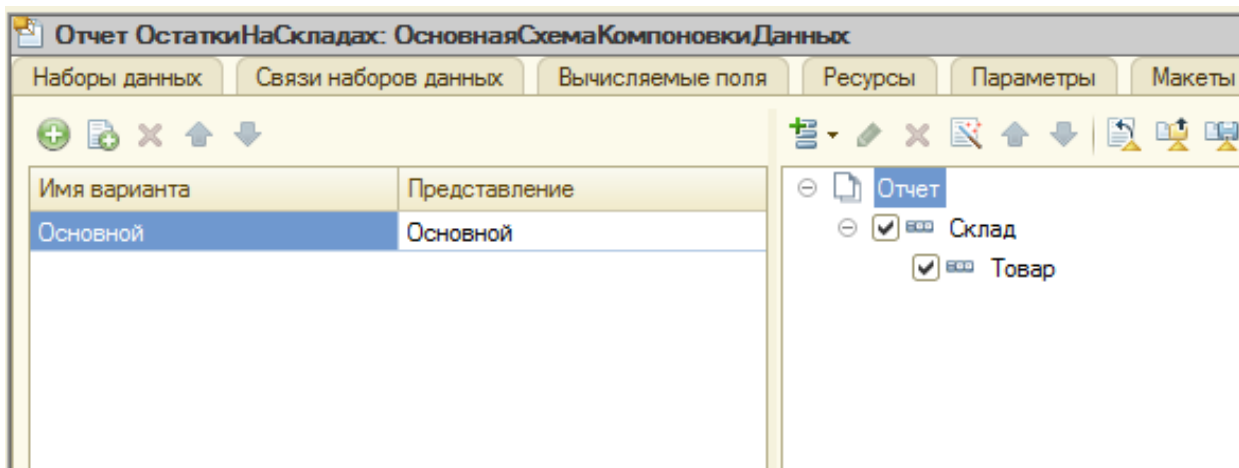 Отчет ОстаткиНаСкладах: ОсновнаяСхемаКомпоновкиДанных
Наборы данных Связи наборов данных Вычисляемые поля Ресурсы Параметры Макеты
Имя варианта Представление
Основной Основной
Отчет
Склад
Товар